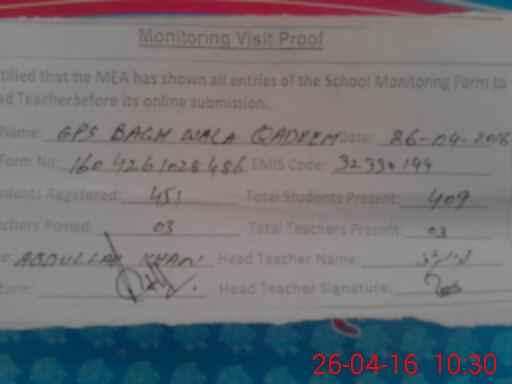 Monitoring Visit Proof
tified that the MEA has shown all entries of the School Monitoring Form to
ad Teacherbefore its online submission.
Name: GPS BAGH WALA QADEEM Date: 26-04-2016
Form No: 1604261028486 EMIS Code: 32330144
udents Registered: 451 Total Students Present: 409
chers Posted: 03 Total Teachers Present: 03
e: ABDULLAH KHAN Head Teacher Name:
ture: Head Teacher Signature:
26-04-16 10:30